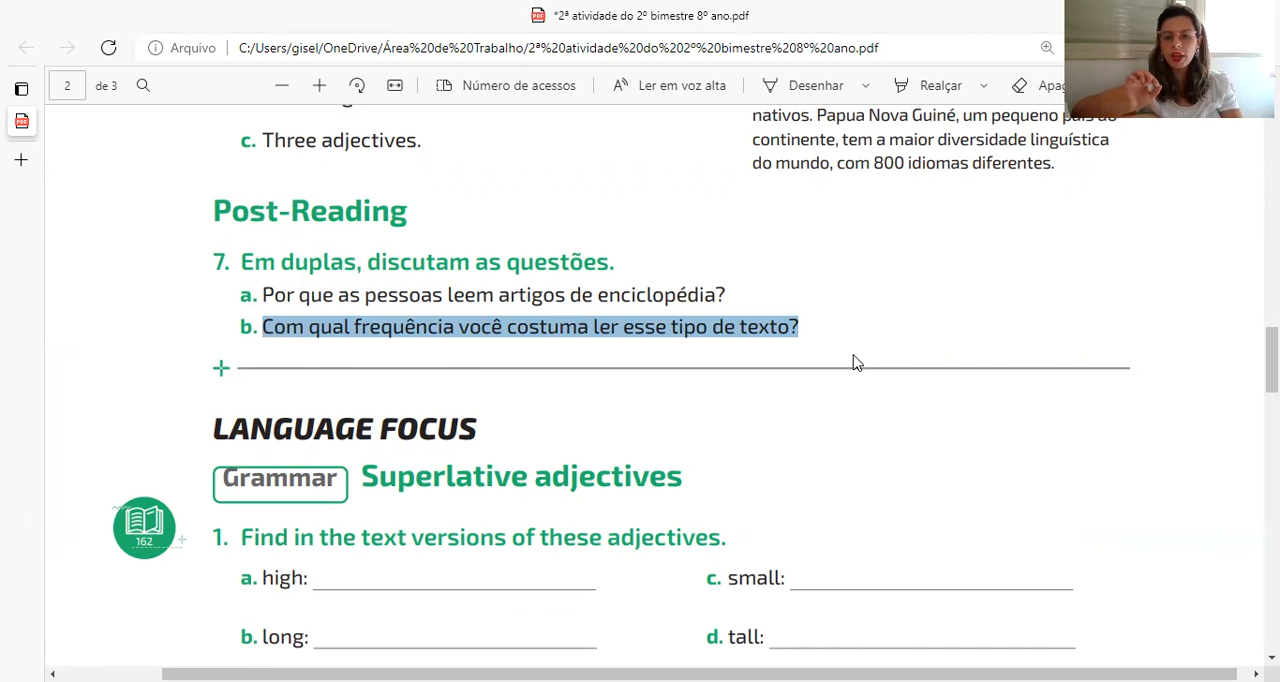 *2ª atividade do 2º bimestre 8º ano.pdf
Arquivo
C:/Users/gisel/OneDrive/Área%20de%20Trabalho/2ª%20atividade%20do%202º%20bimestre%208º%20ano.pdf
2
de 3
Número de acessos
Ler em voz alta
Desenhar
Realçar
c. Three adjectives.
nativos. Papua Nova Guiné, um pequeno país do
continente, tem a maior diversidade linguística
do mundo, com 800 idiomas diferentes.
Post-Reading
7. Em duplas, discutam as questões.
a. Por que as pessoas leem artigos de enciclopédia?
b. Com qual frequência você costuma ler esse tipo de texto?
LANGUAGE FOCUS
Grammar
Superlative adjectives
162
1. Find in the text versions of these adjectives.
a. high:
c. small:
b. long:
d. tall: